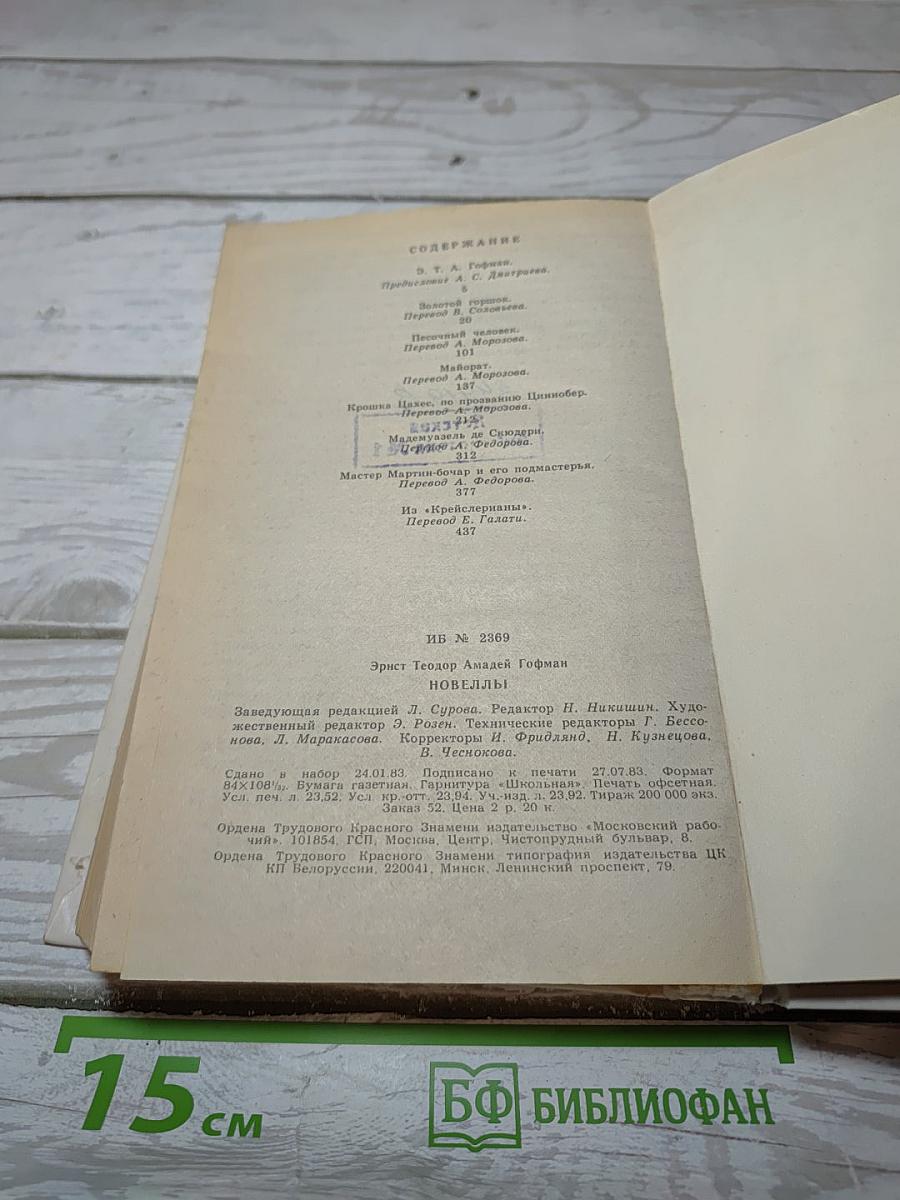 СОДЕРЖАНИЕ
Э. Т. А. Гофман.
Предисловие А. С. Дмитриева.
5
Золотой горшок.
Перевод В. Соловьева.
20
Песочный человек.
Перевод А. Морозова.
101
Майорат.
Перевод А. Морозова.
137
Крошка Цахес, по прозванию Циннобер.
Перевод А. Морозова.
212
Мадемуазель де Скюдери.
Перевод А. Федорова.
312
Мастер Мартин-бочар и его подмастерья.
Перевод А. Федорова.
377
Из «Крейслерианы».
Перевод Е. Галати.
437
ИБ № 2369
Эрнст Теодор Амадей Гофман
НОВЕЛЛЫ
Заведующая редакцией Л. Сурова. Редактор Н. Никишин. Худо-
жественный редактор Э. Розен. Технические редакторы Г. Бессо-
нова, Л. Маракасова. Корректоры И. Фридлянд, Н. Кузнецова,
В. Чеснокова.
Сдано в набор 24.01.83. Подписано к печати 27.07.83. Формат
84×108¹/₃₂. Бумага газетная. Гарнитура «Школьная». Печать офсетная.
Усл. печ. л. 23,52. Усл. кр.-отт. 23,94. Уч.-изд. л. 23,92. Тираж 200 000 экз.
Заказ 52. Цена 2 р. 20 к.
Ордена Трудового Красного Знамени издательство «Московский рабо-
чий». 101854, ГСП, Москва, Центр, Чистопрудный бульвар, 8.
Ордена Трудового Красного Знамени типография издательства ЦК
КП Белоруссии, 220041, Минск, Ленинский проспект, 79.
15 см
БФ БИБЛИОФАН